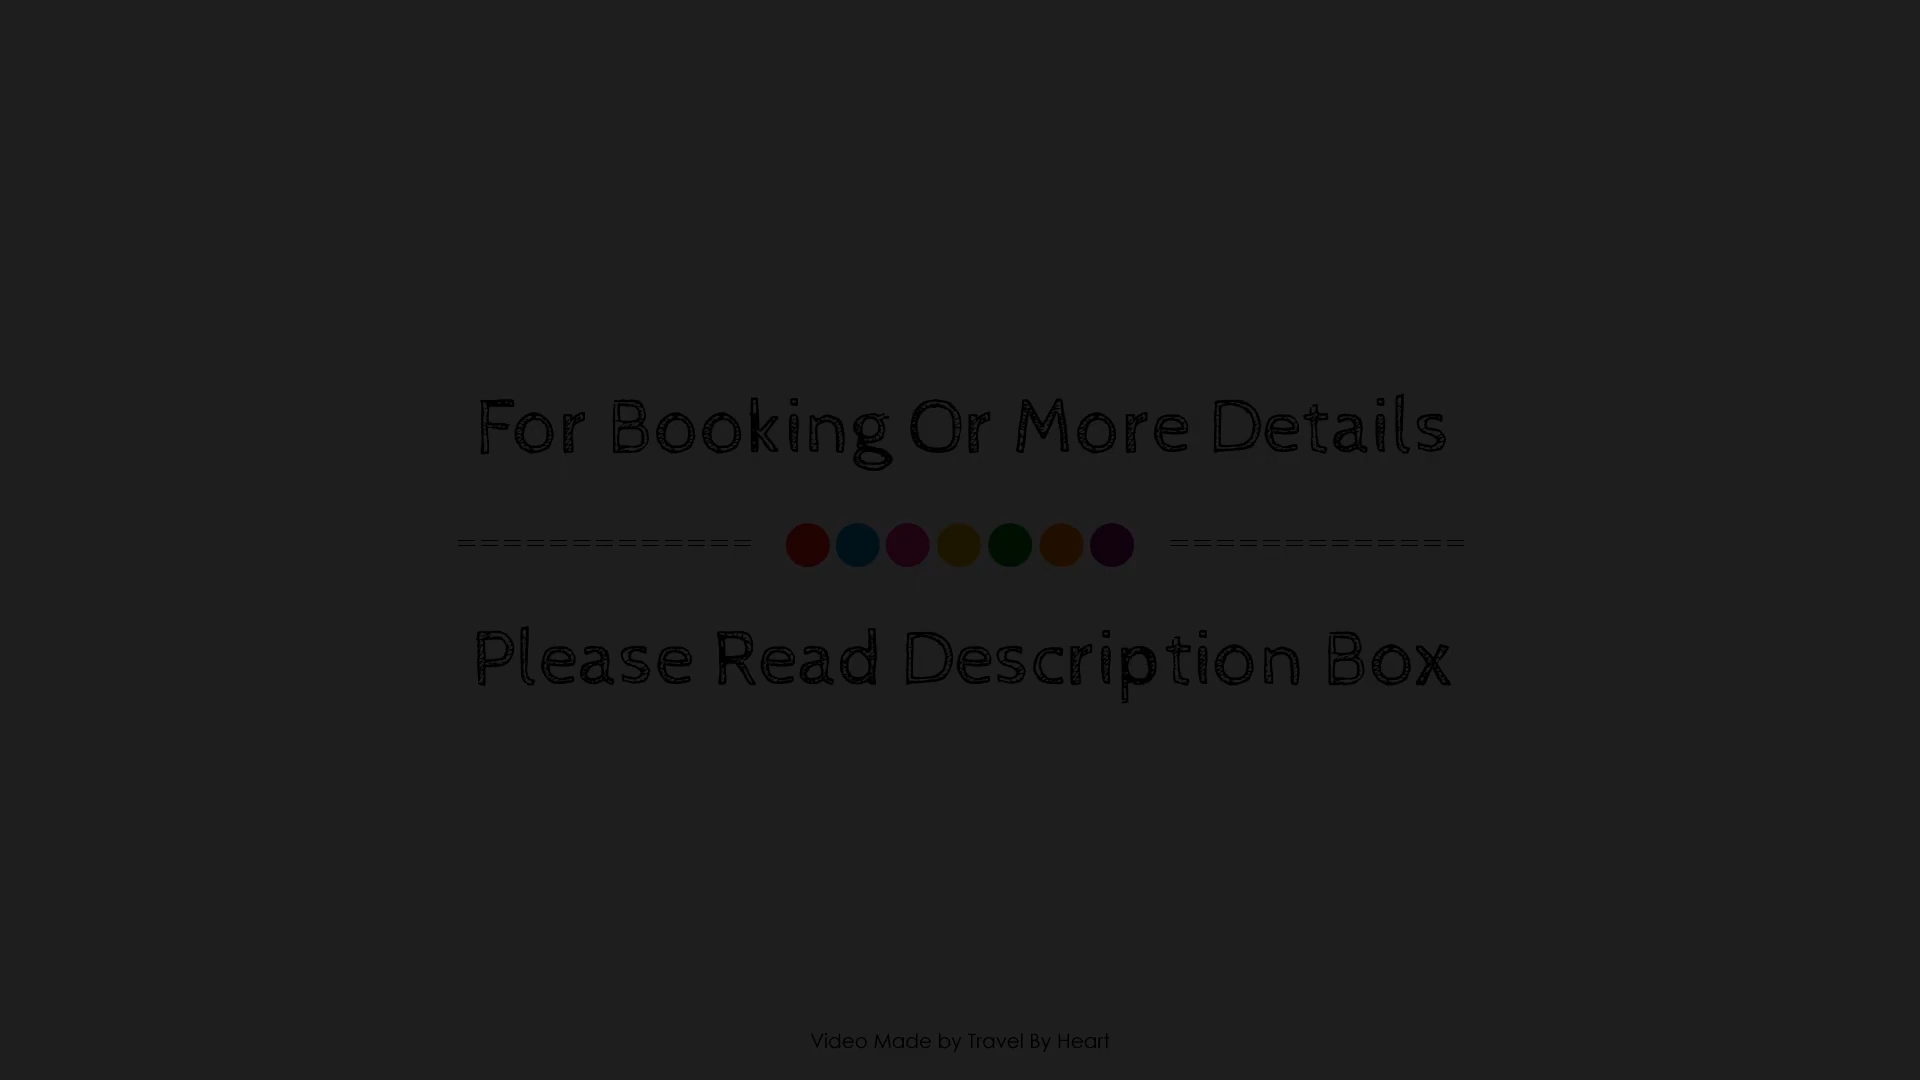 For Booking Or More Details
============= =============
Please Read Description Box
Video Made by Travel By Heart